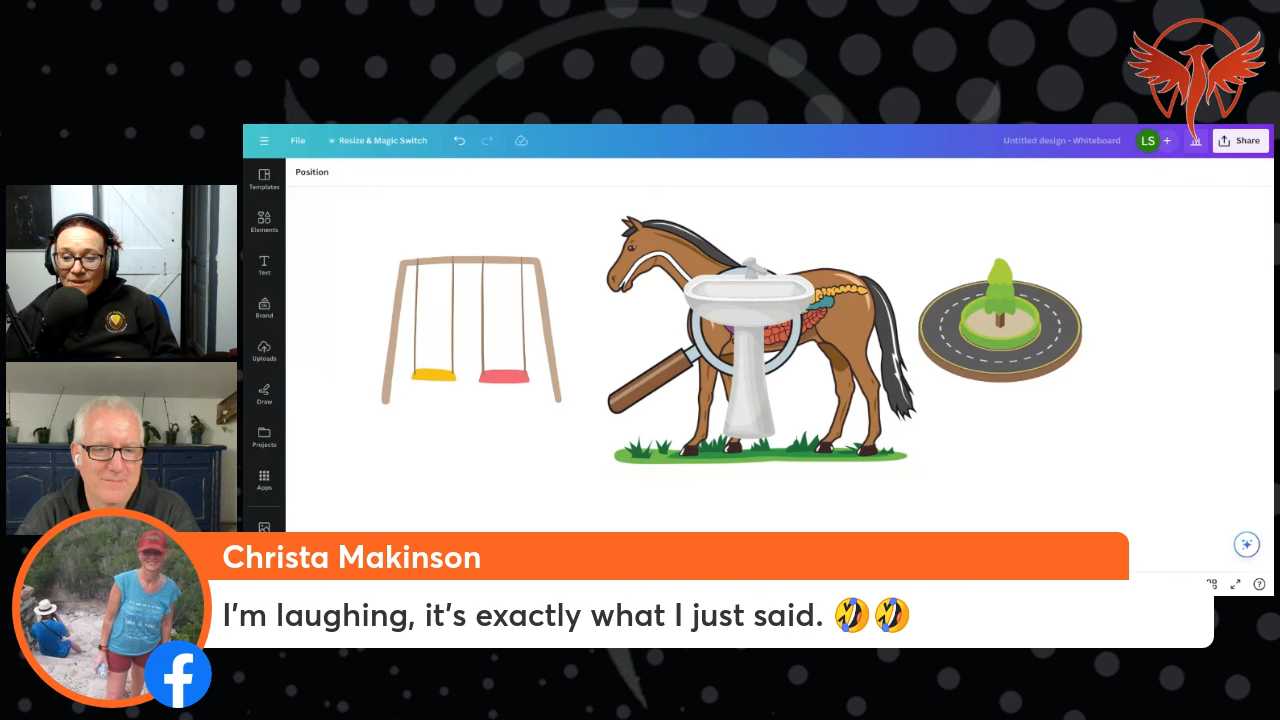 File
Resize & Magic Switch
Untitled design - Whiteboard
LS
+
Share
Position
Templates
Elements
Text
Brand
Uploads
Draw
Projects
Apps
Christa Makinson
I'm laughing, it's exactly what I just said. 🤣🤣